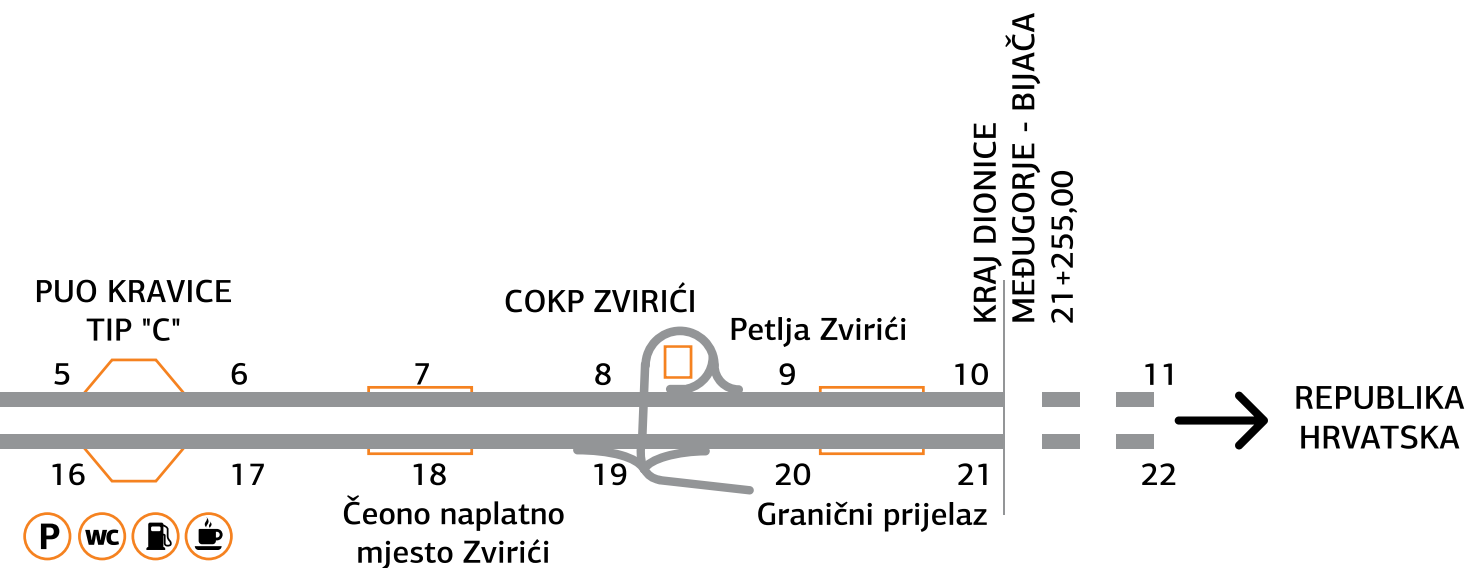 KRAJ DIONICE
MEĐUGORJE - BIJAČA
21+255,00
PUO KRAVICE
TIP "C"
COKP ZVIRIĆI
Petlja Zvirići
5
6
7
8
9
10
11
REPUBLIKA
HRVATSKA
16
17
18
19
20
21
22
Čeono naplatno
mjesto Zvirići
Granični prijelaz
P
WC